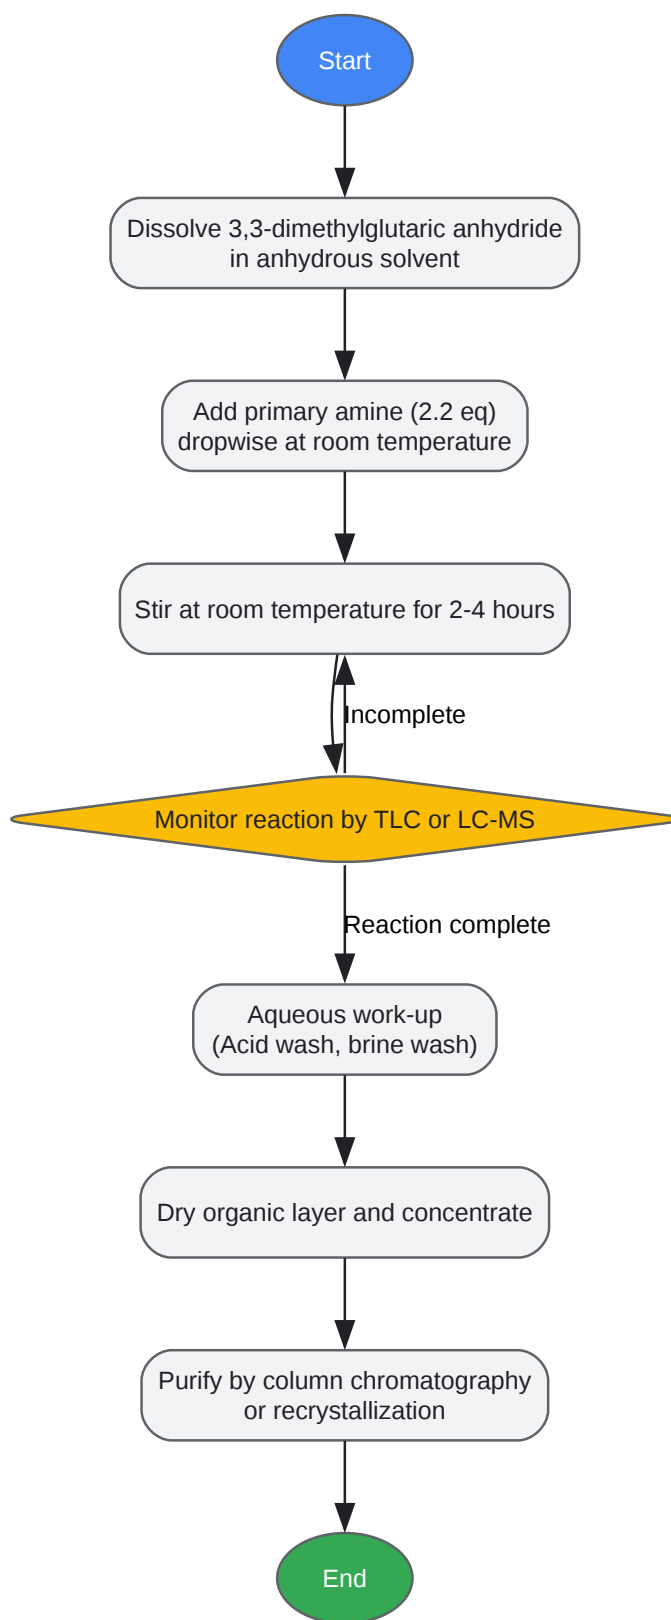 Start
Dissolve 3,3-dimethylglutaric anhydride
in anhydrous solvent
Add primary amine (2.2 eq)
dropwise at room temperature
Stir at room temperature for 2-4 hours
Incomplete
Monitor reaction by TLC or LC-MS
Reaction complete
Aqueous work-up
(Acid wash, brine wash)
Dry organic layer and concentrate
Purify by column chromatography
or recrystallization
End